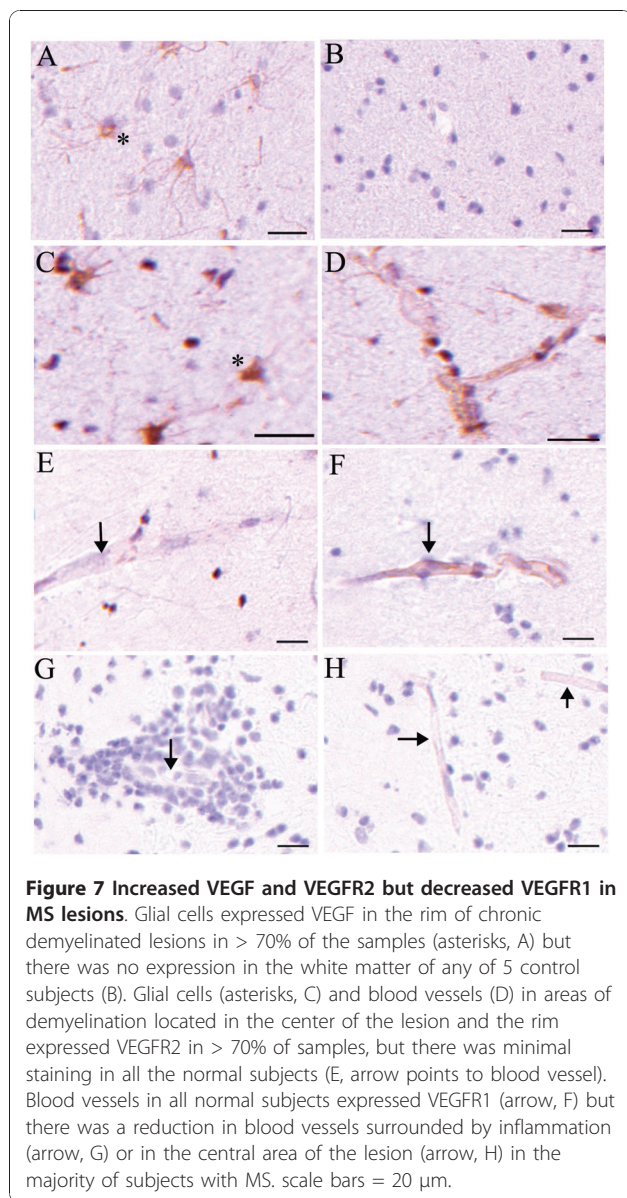 A
B
*
C
D
*
E
F
G
H
Figure 7 Increased VEGF and VEGFR2 but decreased VEGFR1 in
MS lesions. Glial cells expressed VEGF in the rim of chronic
demyelinated lesions in > 70% of the samples (asterisks, A) but
there was no expression in the white matter of any of 5 control
subjects (B). Glial cells (asterisks, C) and blood vessels (D) in areas of
demyelination located in the center of the lesion and the rim
expressed VEGFR2 in > 70% of samples, but there was minimal
staining in all the normal subjects (E, arrow points to blood vessel).
Blood vessels in all normal subjects expressed VEGFR1 (arrow, F) but
there was a reduction in blood vessels surrounded by inflammation
(arrow, G) or in the central area of the lesion (arrow, H) in the
majority of subjects with MS. scale bars = 20 μm.